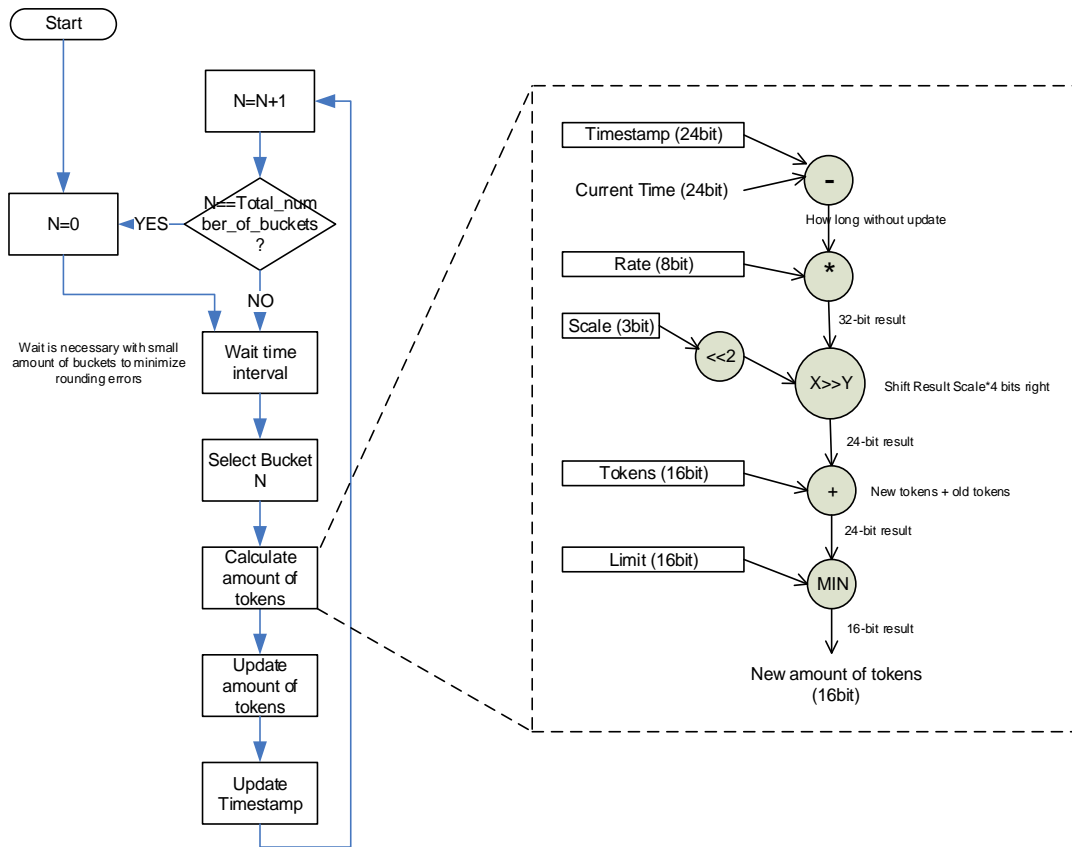 Start
N=N+1
N==Total_num
ber_of_buckets
?
YES
N=0
NO
Wait is necessary with small
amount of buckets to minimize
rounding errors
Wait time
interval
Select Bucket
N
Calculate
amount of
tokens
Update
amount of
tokens
Update
Timestamp
Timestamp (24bit)
Current Time (24bit)
-
How long without update
Rate (8bit)
*
32-bit result
Scale (3bit)
<<2
X>>Y
Shift Result Scale*4 bits right
24-bit result
Tokens (16bit)
+
New tokens + old tokens
24-bit result
Limit (16bit)
MIN
16-bit result
New amount of tokens
(16bit)